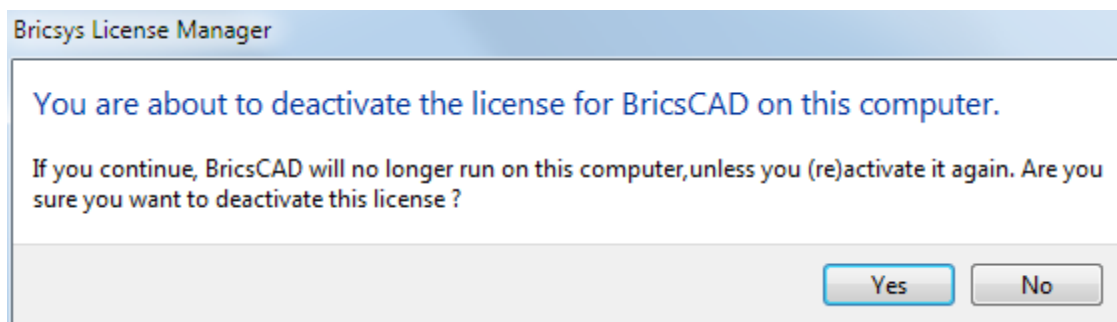 Bricsys License Manager
You are about to deactivate the license for BricsCAD on this computer.
If you continue, BricsCAD will no longer run on this computer,unless you (re)activate it again. Are you
sure you want to deactivate this license ?
Yes No